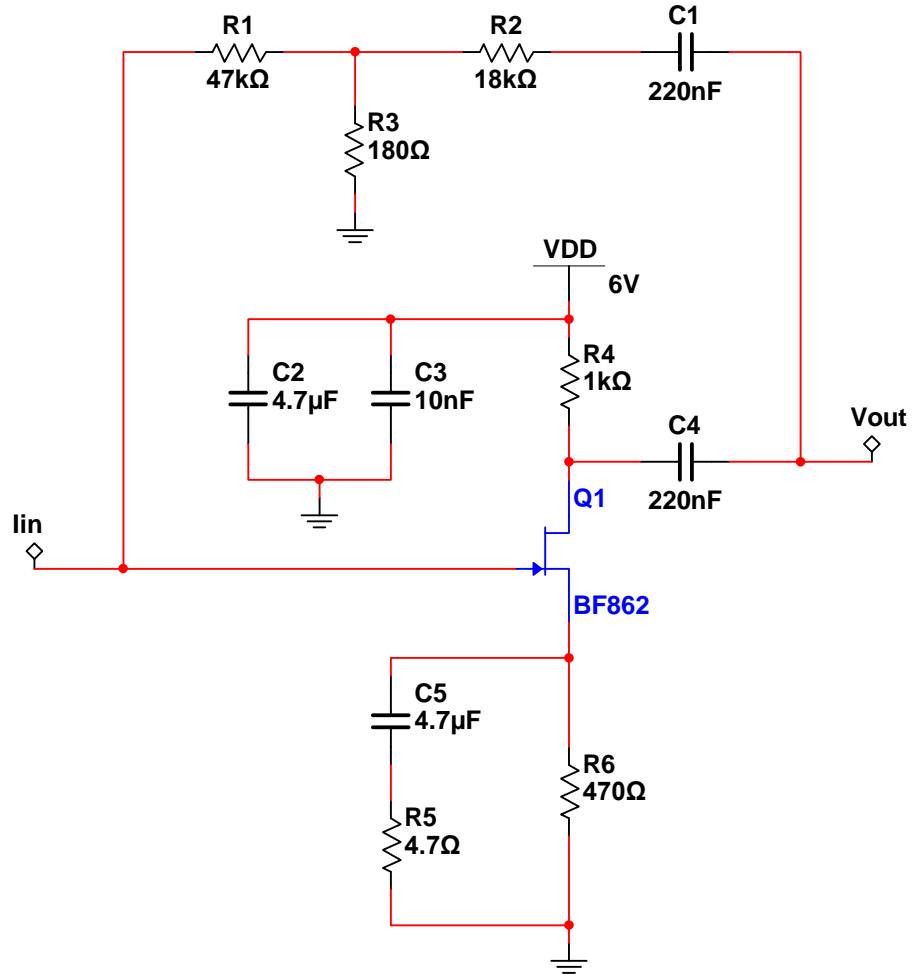 R1
47kΩ
R2
18kΩ
C1
220nF
R3
180Ω
VDD
6V
C2
4.7µF
C3
10nF
R4
1kΩ
C4
220nF
Vout
Q1
Iin
BF862
C5
4.7µF
R6
470Ω
R5
4.7Ω